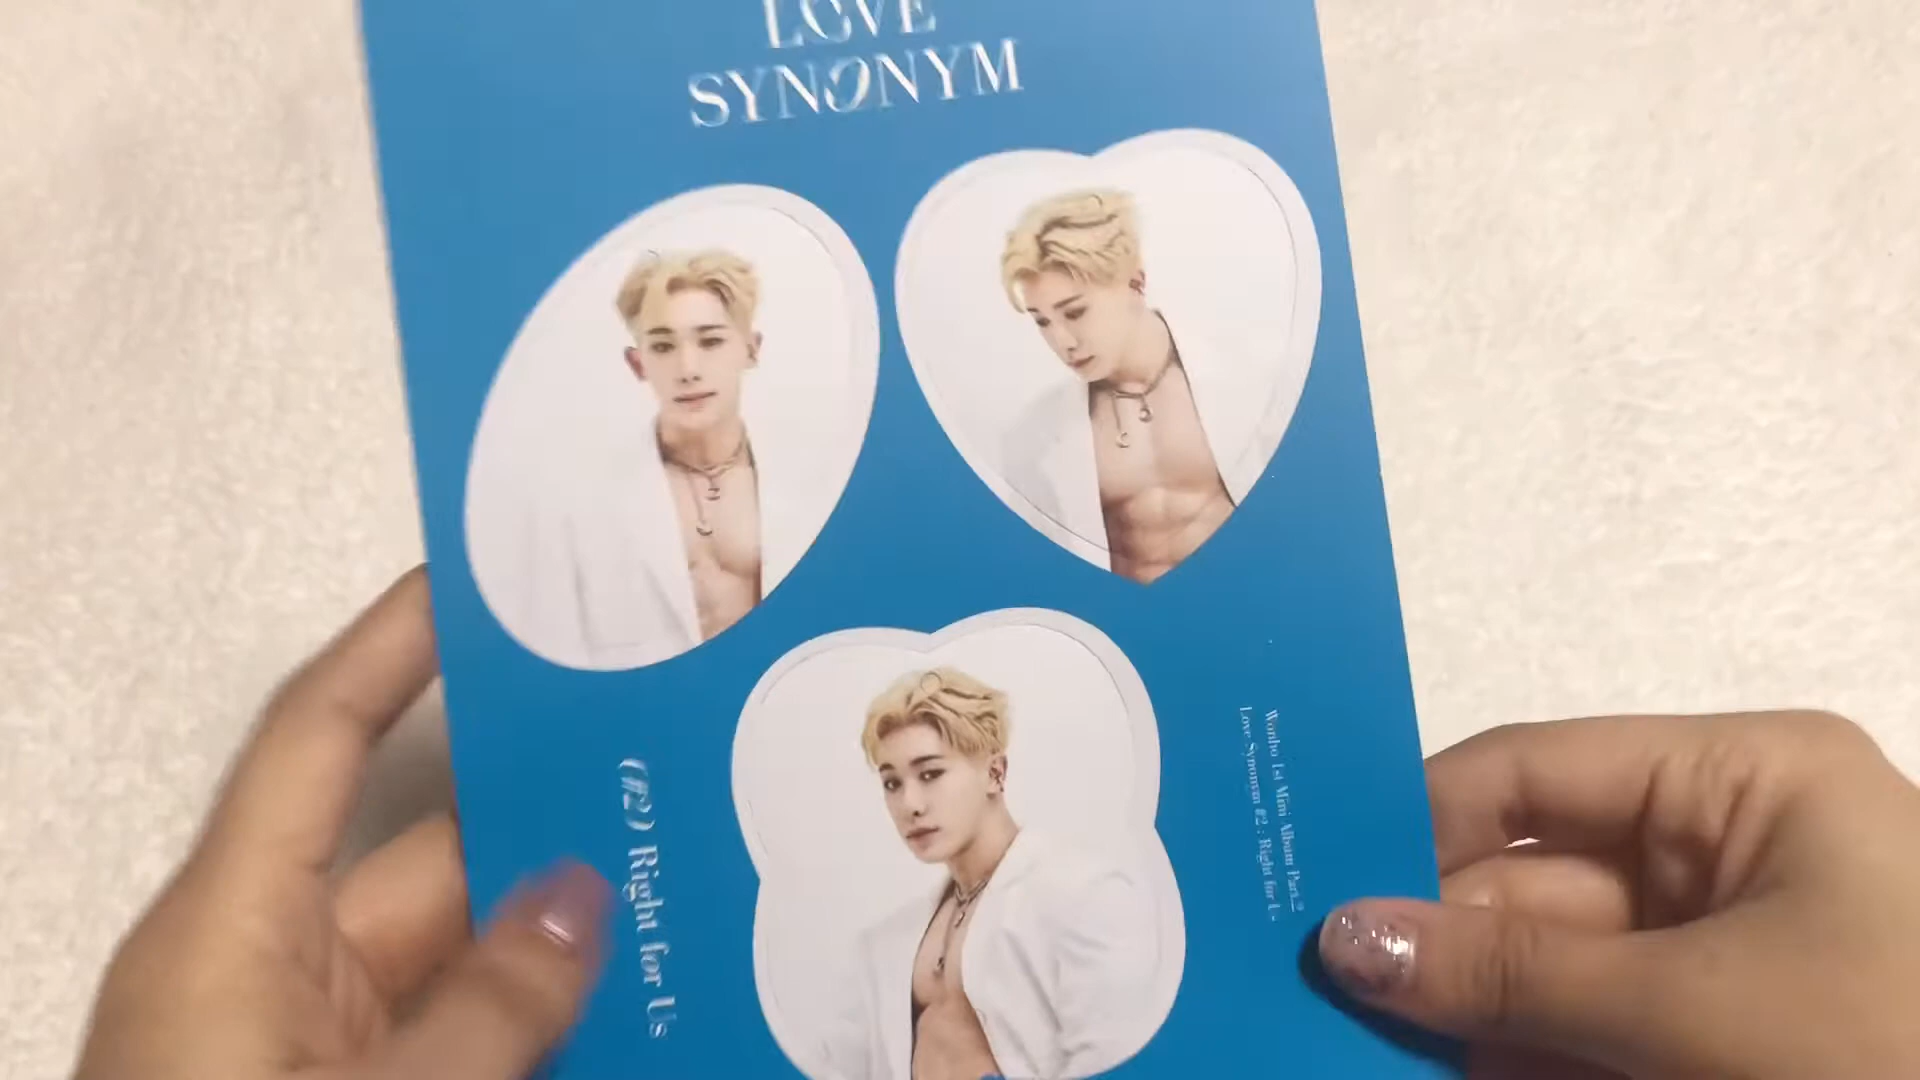 LOVE
SYNONYM
(#2) Right for Us
Wonho 1st Mini Album Part.2
Love Synonym #2 : Right for Us